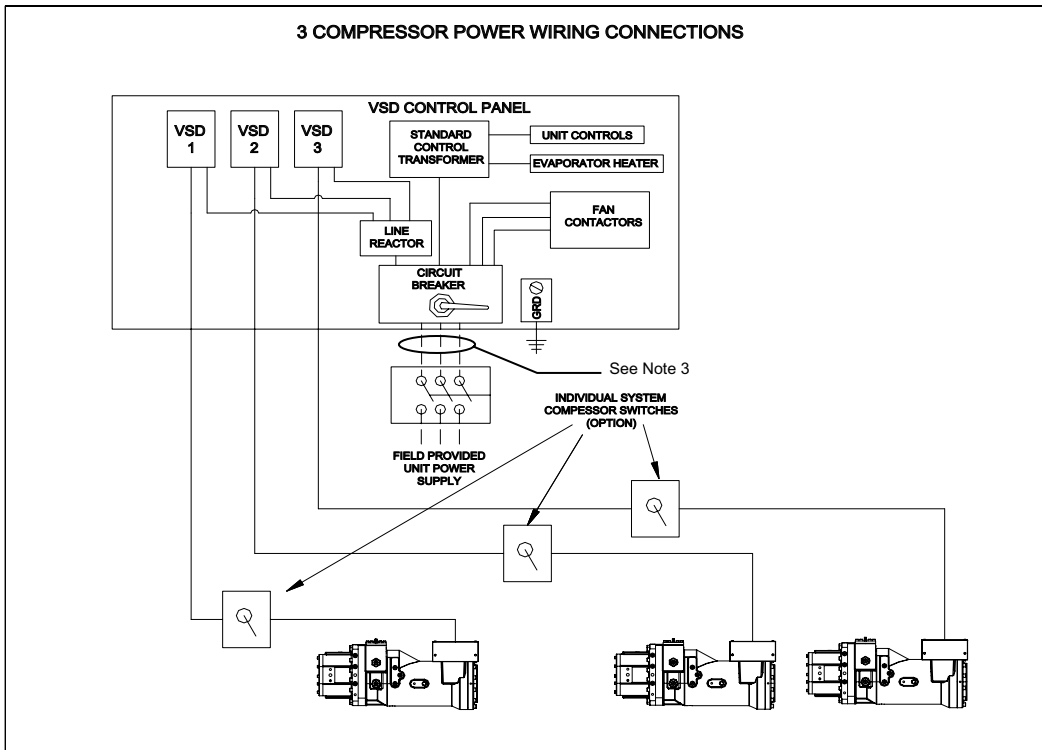 3 COMPRESSOR POWER WIRING CONNECTIONS
VSD CONTROL PANEL
VSD
1
VSD
2
VSD
3
STANDARD
CONTROL
TRANSFORMER
UNIT CONTROLS
EVAPORATOR HEATER
FAN
CONTACTORS
LINE
REACTOR
CIRCUIT
BREAKER
GRD
See Note 3
INDIVIDUAL SYSTEM
COMPESSOR SWITCHES
(OPTION)
FIELD PROVIDED
UNIT POWER
SUPPLY